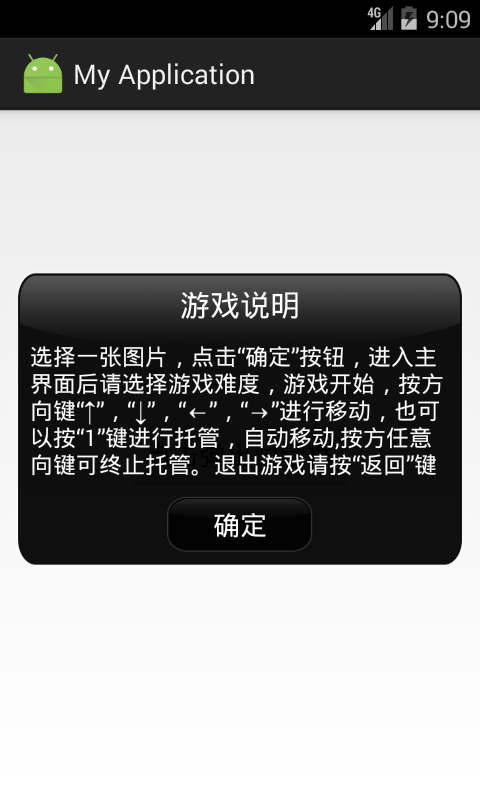 4G 9:09
My Application
游戏说明
选择一张图片，点击“确定”按钮，进入主
界面后请选择游戏难度，游戏开始，按方
向键“↑”，“↓”，“←”，“→”进行移动，也可
以按“1”键进行托管，自动移动,按方任意
向键可终止托管。退出游戏请按“返回”键
确定